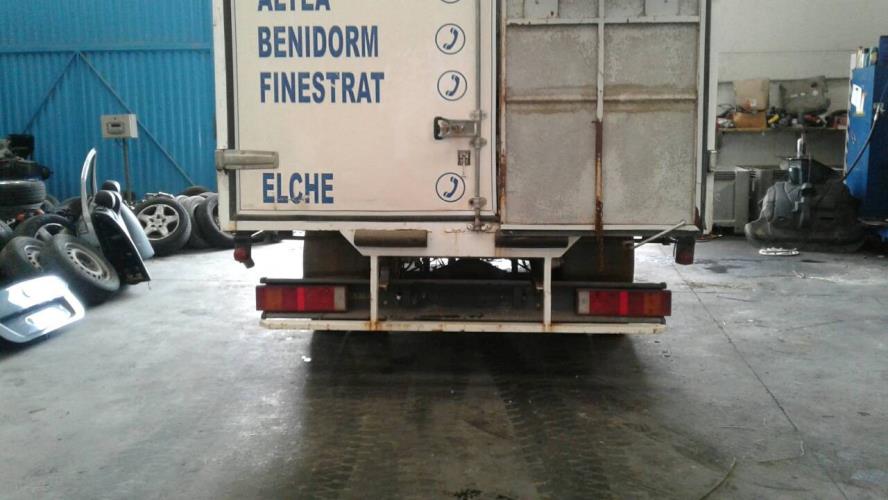 ALTEA
BENIDORM
FINESTRAT
ELCHE